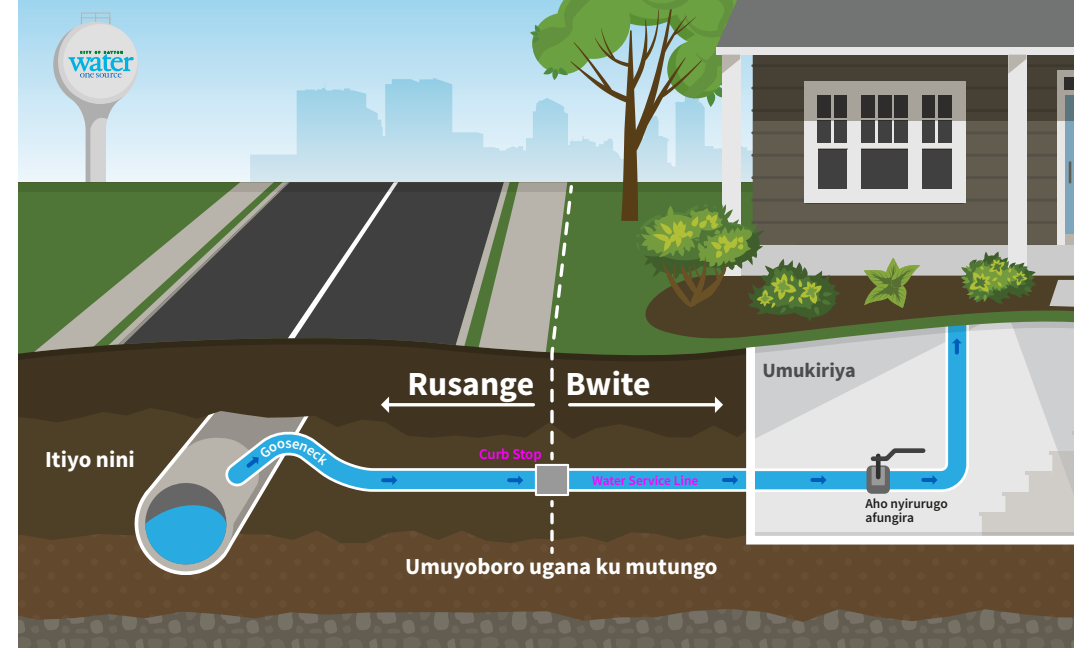 CITY OF DAYTON
water
one source
Rusange
Bwite
Umukiriya
Itiyo nini
Gooseneck
Curb Stop
Water Service Line
Aho nyirurugo
afungira
Umuyoboro ugana ku mutungo